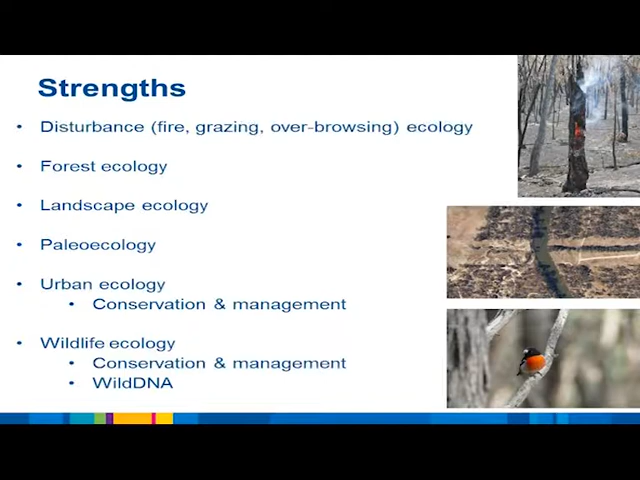 Strengths
• Disturbance (fire, grazing, over-browsing) ecology
• Forest ecology
• Landscape ecology
• Paleoecology
• Urban ecology
• Conservation & management
• Wildlife ecology
• Conservation & management
• WildDNA